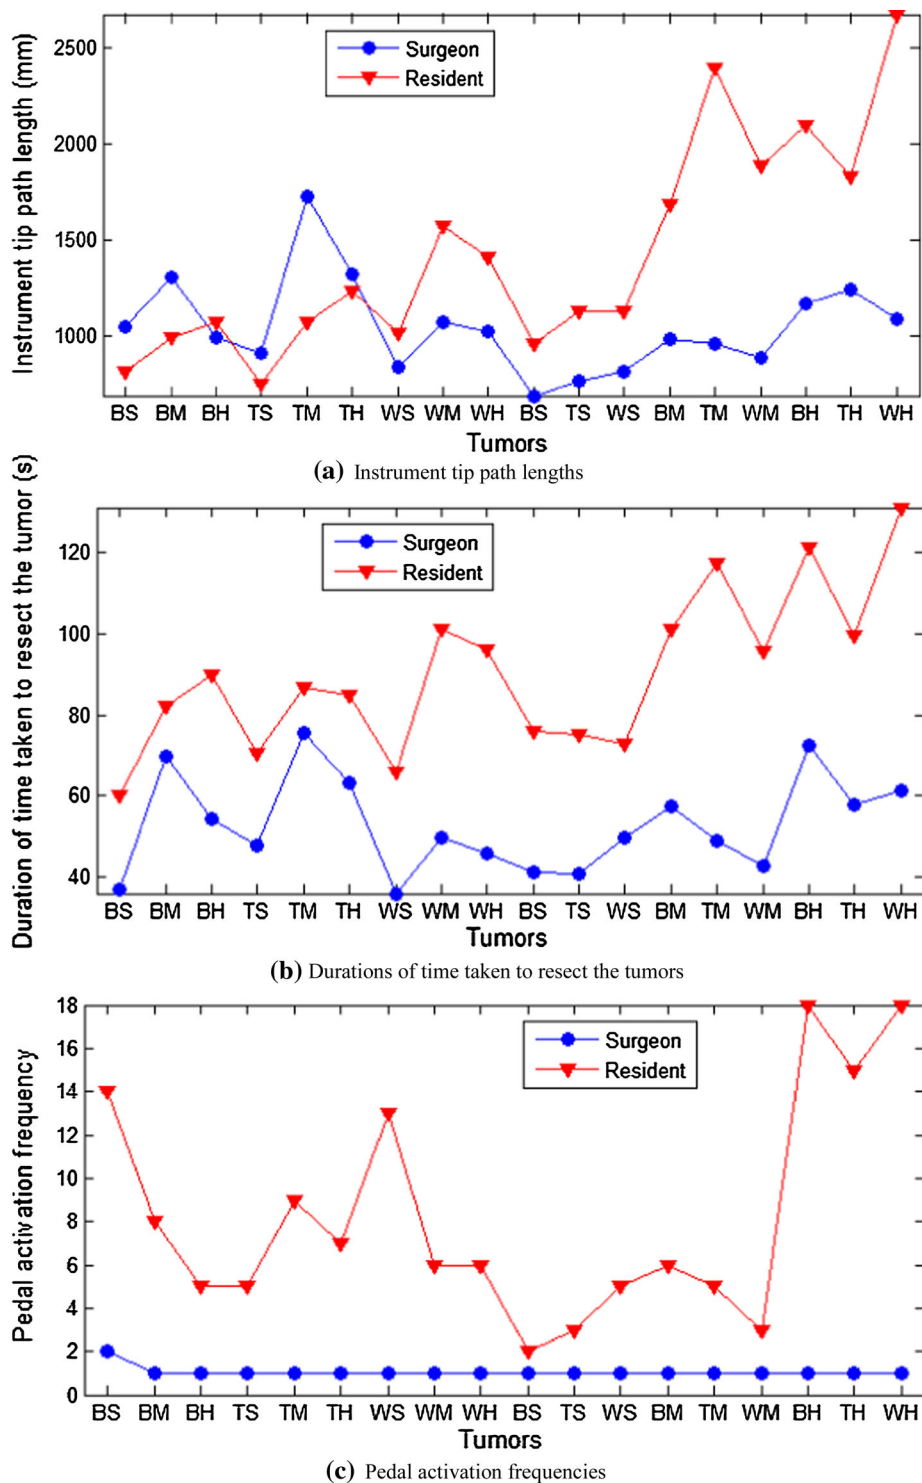 Instrument tip path length (mm)
2500
2000
1500
1000
Surgeon
Resident
BS BM BH TS TM TH WS WM WH BS TS WS BM TM WM BH TH WH
Tumors
(a) Instrument tip path lengths
Duration of time taken to resect the tumor (s)
120
100
80
60
40
Surgeon
Resident
BS BM BH TS TM TH WS WM WH BS TS WS BM TM WM BH TH WH
Tumors
(b) Durations of time taken to resect the tumors
Pedal activation frequency
18
16
14
12
10
8
6
4
2
0
Surgeon
Resident
BS BM BH TS TM TH WS WM WH BS TS WS BM TM WM BH TH WH
Tumors
(c) Pedal activation frequencies